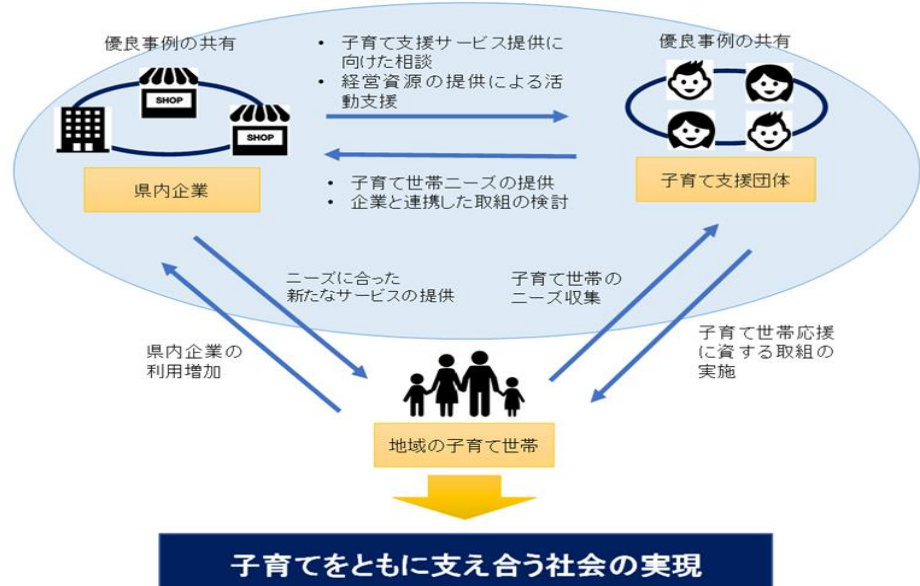 優良事例の共有
SHOP
SHOP
県内企業
• 子育て支援サービス提供に
向けた相談
• 経営資源の提供による活
動支援
• 子育て世帯ニーズの提供
• 企業と連携した取組の検討
優良事例の共有
子育て支援団体
ニーズに合った
新たなサービスの提供
子育て世帯の
ニーズ収集
県内企業の
利用増加
子育て世帯応援
に資する取組の
実施
地域の子育て世帯
子育てをともに支え合う社会の実現